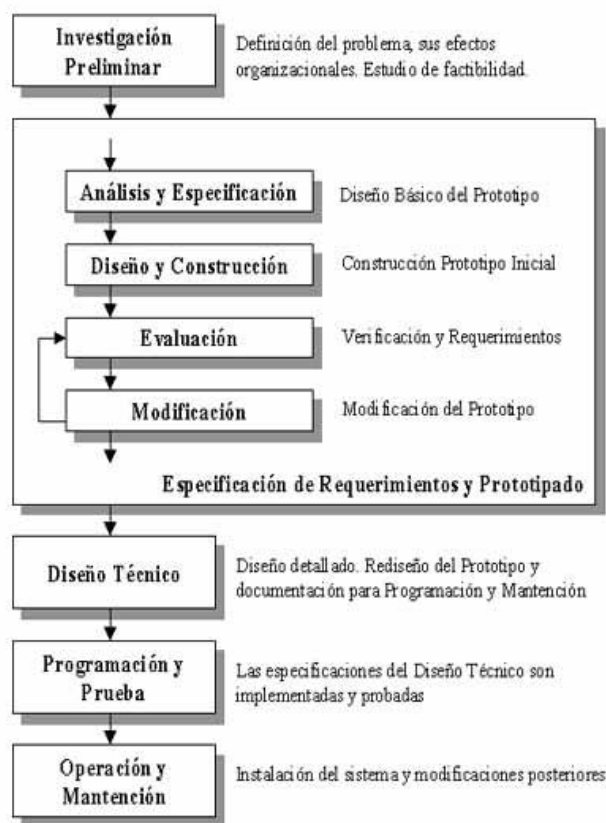 Investigación
Preliminar
Definición del problema, sus efectos
organizacionales. Estudio de factibilidad.
Análisis y Especificación
Diseño Básico del Prototipo
Diseño y Construcción
Construcción Prototipo Inicial
Evaluación
Verificación y Requerimientos
Modificación
Modificación del Prototipo
Especificación de Requerimientos y Prototipado
Diseño Técnico
Diseño detallado. Rediseño del Prototipo y
documentación para Programación y Mantención
Programación y
Prueba
Las especificaciones del Diseño Técnico son
implementadas y probadas
Operación y
Mantención
Instalación del sistema y modificaciones posteriores